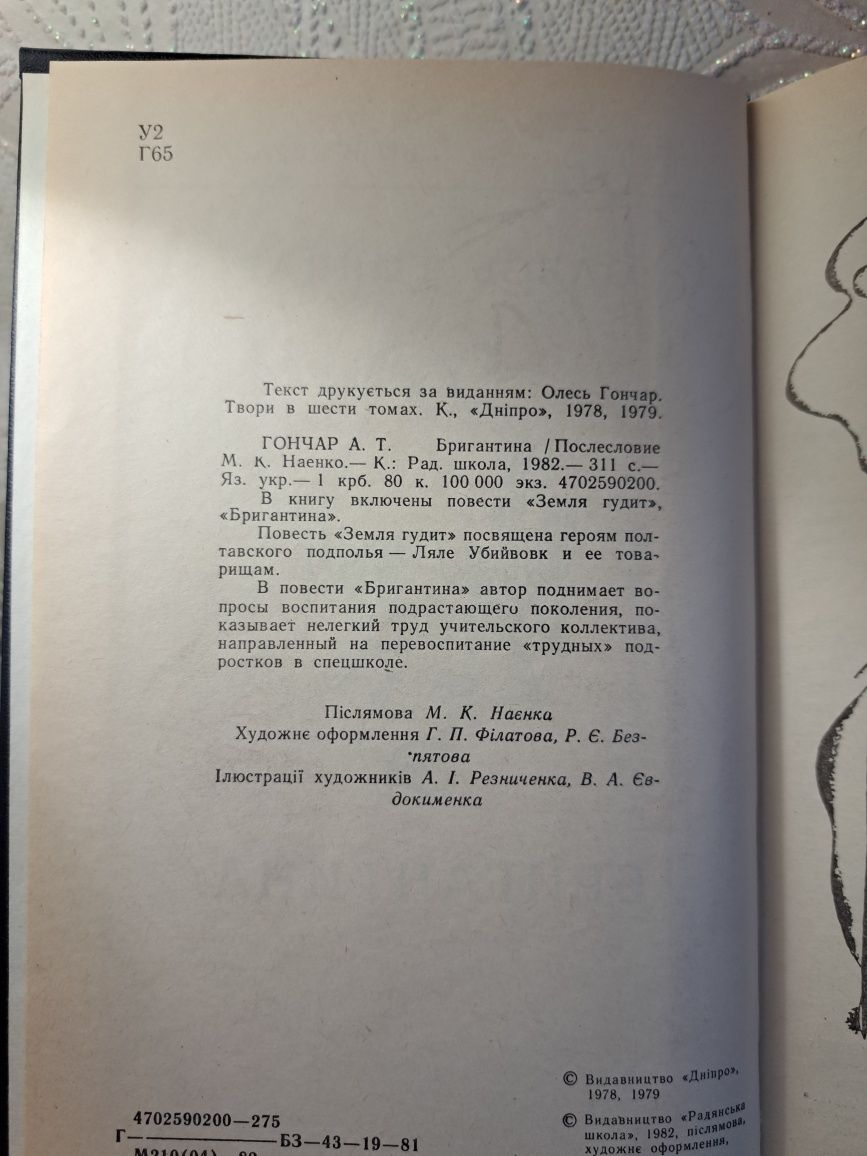 У2
Г65
Текст друкується за виданням: Олесь Гончар.
Твори в шести томах. К., «Дніпро», 1978, 1979.
ГОНЧАР А. Т. Бригантина / Послесловие
М. К. Наенко.— К.: Рад. школа, 1982.— 311 с.—
Яз. укр.— 1 крб. 80 к. 100 000 экз. 4702590200.
В книгу включены повести «Земля гудит»,
«Бригантина».
Повесть «Земля гудит» посвящена героям пол-
тавского подполья — Ляле Убийвовк и ее това-
рищам.
В повести «Бригантина» автор поднимает во-
просы воспитания подрастающего поколения, по-
казывает нелегкий труд учительского коллектива,
направленный на перевоспитание «трудных» под-
ростков в спецшколе.
Післямова М. К. Наєнка
Художнє оформлення Г. П. Філатова, Р. Є. Без-
п'ятова
Ілюстрації художників А. І. Резниченка, В. А. Єв-
докименка
© Видавництво «Дніпро»,
1978, 1979
4702590200—275
© Видавництво «Радянська
Г— БЗ—43—19—81
школа», 1982, післямова,
художнє оформлення,